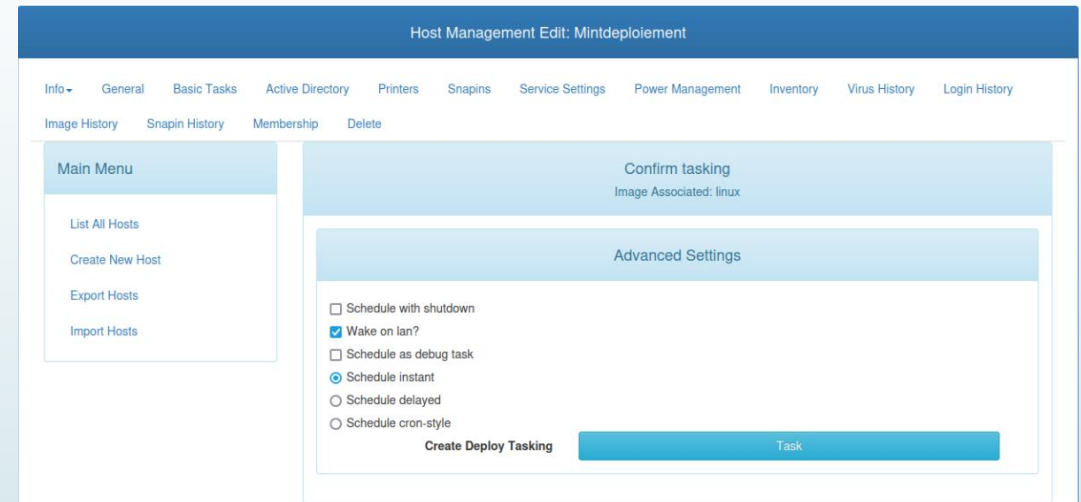 Host Management Edit: Mintdeploiement
Info General Basic Tasks Active Directory Printers Snapins Service Settings Power Management Inventory Virus History Login History
Image History Snapin History Membership Delete
Main Menu
List All Hosts
Create New Host
Export Hosts
Import Hosts
Confirm tasking
Image Associated: linux
Advanced Settings
Schedule with shutdown
Wake on lan?
Schedule as debug task
Schedule instant
Schedule delayed
Schedule cron-style
Create Deploy Tasking Task